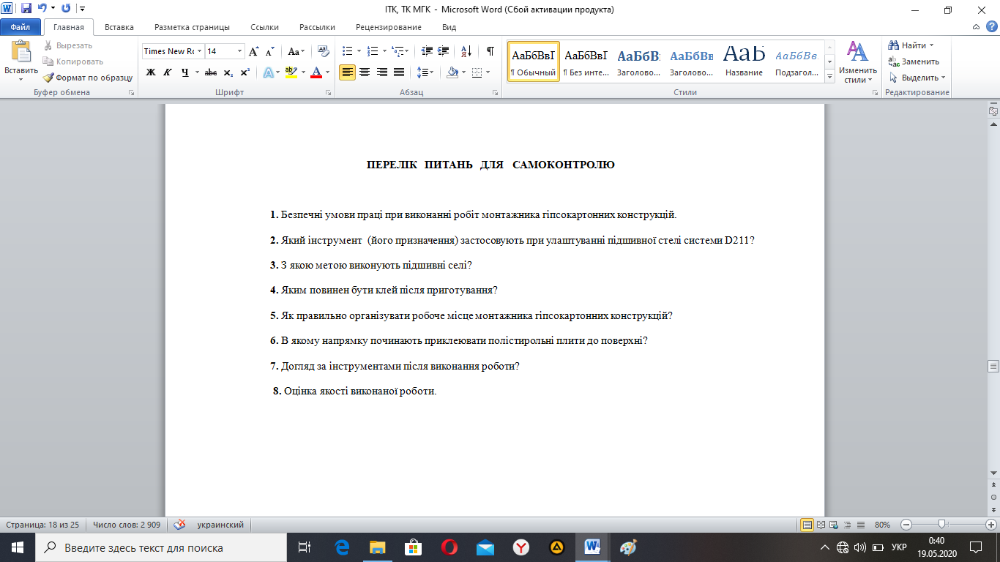 ІТК, ТК МГК - Microsoft Word (Сбой активации продукта)
Файл Главная Вставка Разметка страницы Ссылки Рассылки Рецензирование Вид
Вставить
Вырезать
Копировать
Формат по образцу
Буфер обмена
Times New Ro 14
Шрифт
Абзац
АаБбВвГ АаБбВвГ АаБбВ АаБбВв АаБ АаБбВв.
¶ Обычный ¶ Без инте... Заголово... Заголово... Название Подзагол...
Стили
Изменить стили
Найти
Заменить
Выделить
Редактирование
ПЕРЕЛІК ПИТАНЬ ДЛЯ САМОКОНТРОЛЮ
1. Безпечні умови праці при виконанні робіт монтажника гіпсокартонних конструкцій.
2. Який інструмент (його призначення) застосовують при улаштуванні підшивної стелі системи D211?
3. З якою метою виконують підшивні селі?
4. Яким повинен бути клей після приготування?
5. Як правильно організувати робоче місце монтажника гіпсокартонних конструкцій?
6. В якому напрямку починають приклеювати полістирольні плити до поверхні?
7. Догляд за інструментами після виконання роботи?
8. Оцінка якості виконаної роботи.
Страница: 18 из 25 Число слов: 2 909 украинский 80%
Введите здесь текст для поиска
УКР
0:40
19.05.2020